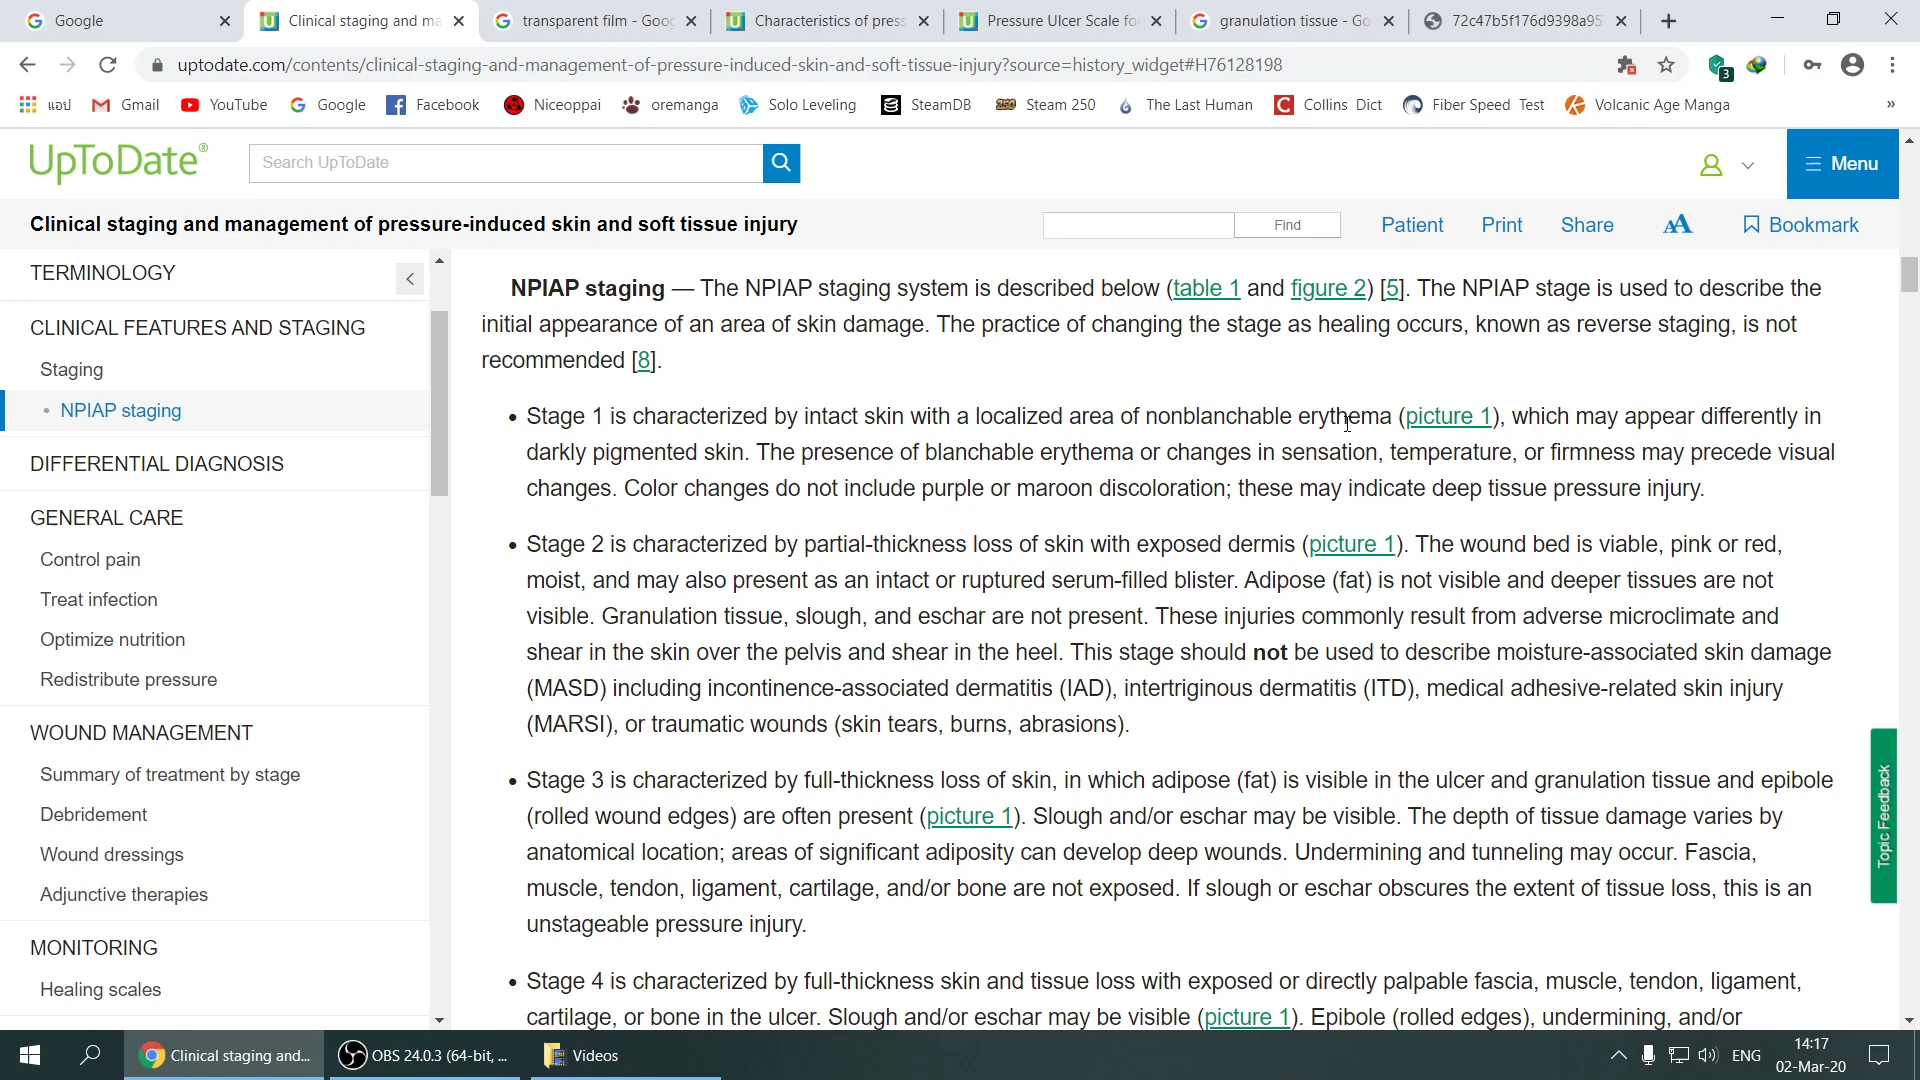 Google
Clinical staging and ma
transparent film - Goog
Characteristics of press
Pressure Ulcer Scale fo
granulation tissue - Go
72c47b5f176d9398a95
uptodate.com/contents/clinical-staging-and-management-of-pressure-induced-skin-and-soft-tissue-injury?source=history_widget#H76128198
3
แอป
Gmail
YouTube
Google
Facebook
Niceoppai
oremanga
Solo Leveling
SteamDB
250
Steam 250
The Last Human
C
Collins Dict
Fiber Speed Test
Volcanic Age Manga
»
UpToDate®
Search UpToDate
Menu
Clinical staging and management of pressure-induced skin and soft tissue injury
Find
Patient
Print
Share
AA
Bookmark
TERMINOLOGY
CLINICAL FEATURES AND STAGING
Staging
• NPIAP staging
DIFFERENTIAL DIAGNOSIS
GENERAL CARE
Control pain
Treat infection
Optimize nutrition
Redistribute pressure
WOUND MANAGEMENT
Summary of treatment by stage
Debridement
Wound dressings
Adjunctive therapies
MONITORING
Healing scales
NPIAP staging — The NPIAP staging system is described below (table 1 and figure 2) [5]. The NPIAP stage is used to describe the
initial appearance of an area of skin damage. The practice of changing the stage as healing occurs, known as reverse staging, is not
recommended [8].
• Stage 1 is characterized by intact skin with a localized area of nonblanchable erythema (picture 1), which may appear differently in
darkly pigmented skin. The presence of blanchable erythema or changes in sensation, temperature, or firmness may precede visual
changes. Color changes do not include purple or maroon discoloration; these may indicate deep tissue pressure injury.
• Stage 2 is characterized by partial-thickness loss of skin with exposed dermis (picture 1). The wound bed is viable, pink or red,
moist, and may also present as an intact or ruptured serum-filled blister. Adipose (fat) is not visible and deeper tissues are not
visible. Granulation tissue, slough, and eschar are not present. These injuries commonly result from adverse microclimate and
shear in the skin over the pelvis and shear in the heel. This stage should not be used to describe moisture-associated skin damage
(MASD) including incontinence-associated dermatitis (IAD), intertriginous dermatitis (ITD), medical adhesive-related skin injury
(MARSI), or traumatic wounds (skin tears, burns, abrasions).
• Stage 3 is characterized by full-thickness loss of skin, in which adipose (fat) is visible in the ulcer and granulation tissue and epibole
(rolled wound edges) are often present (picture 1). Slough and/or eschar may be visible. The depth of tissue damage varies by
anatomical location; areas of significant adiposity can develop deep wounds. Undermining and tunneling may occur. Fascia,
muscle, tendon, ligament, cartilage, and/or bone are not exposed. If slough or eschar obscures the extent of tissue loss, this is an
unstageable pressure injury.
• Stage 4 is characterized by full-thickness skin and tissue loss with exposed or directly palpable fascia, muscle, tendon, ligament,
cartilage, or bone in the ulcer. Slough and/or eschar may be visible (picture 1). Epibole (rolled edges), undermining, and/or
Topic Feedback
Clinical staging and...
OBS 24.0.3 (64-bit, ...
Videos
ENG
14:17
02-Mar-20